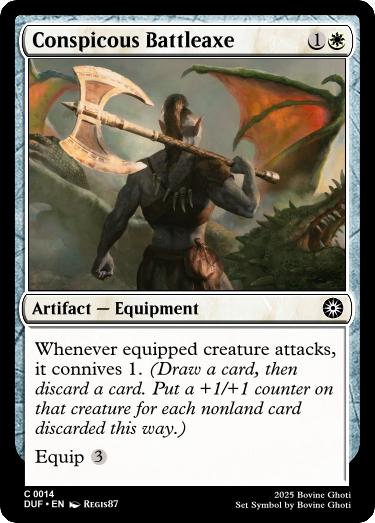 Conspicous Battleaxe 1
Artifact — Equipment
Whenever equipped creature attacks,
it connives 1. (Draw a card, then
discard a card. Put a +1/+1 counter on
that creature for each nonland card
discarded this way.)
Equip 3
C 0014
DUF • EN Regis87
2025 Bovine Ghoti
Set Symbol by Bovine Ghoti